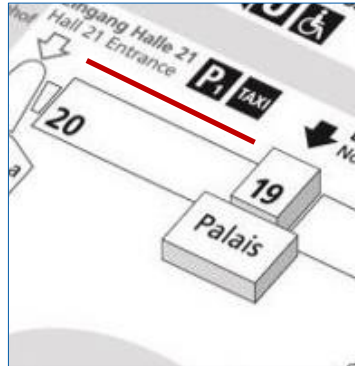 Eingang Halle 21
Hall 21 Entrance
P1 TAXI
20
19
Palais